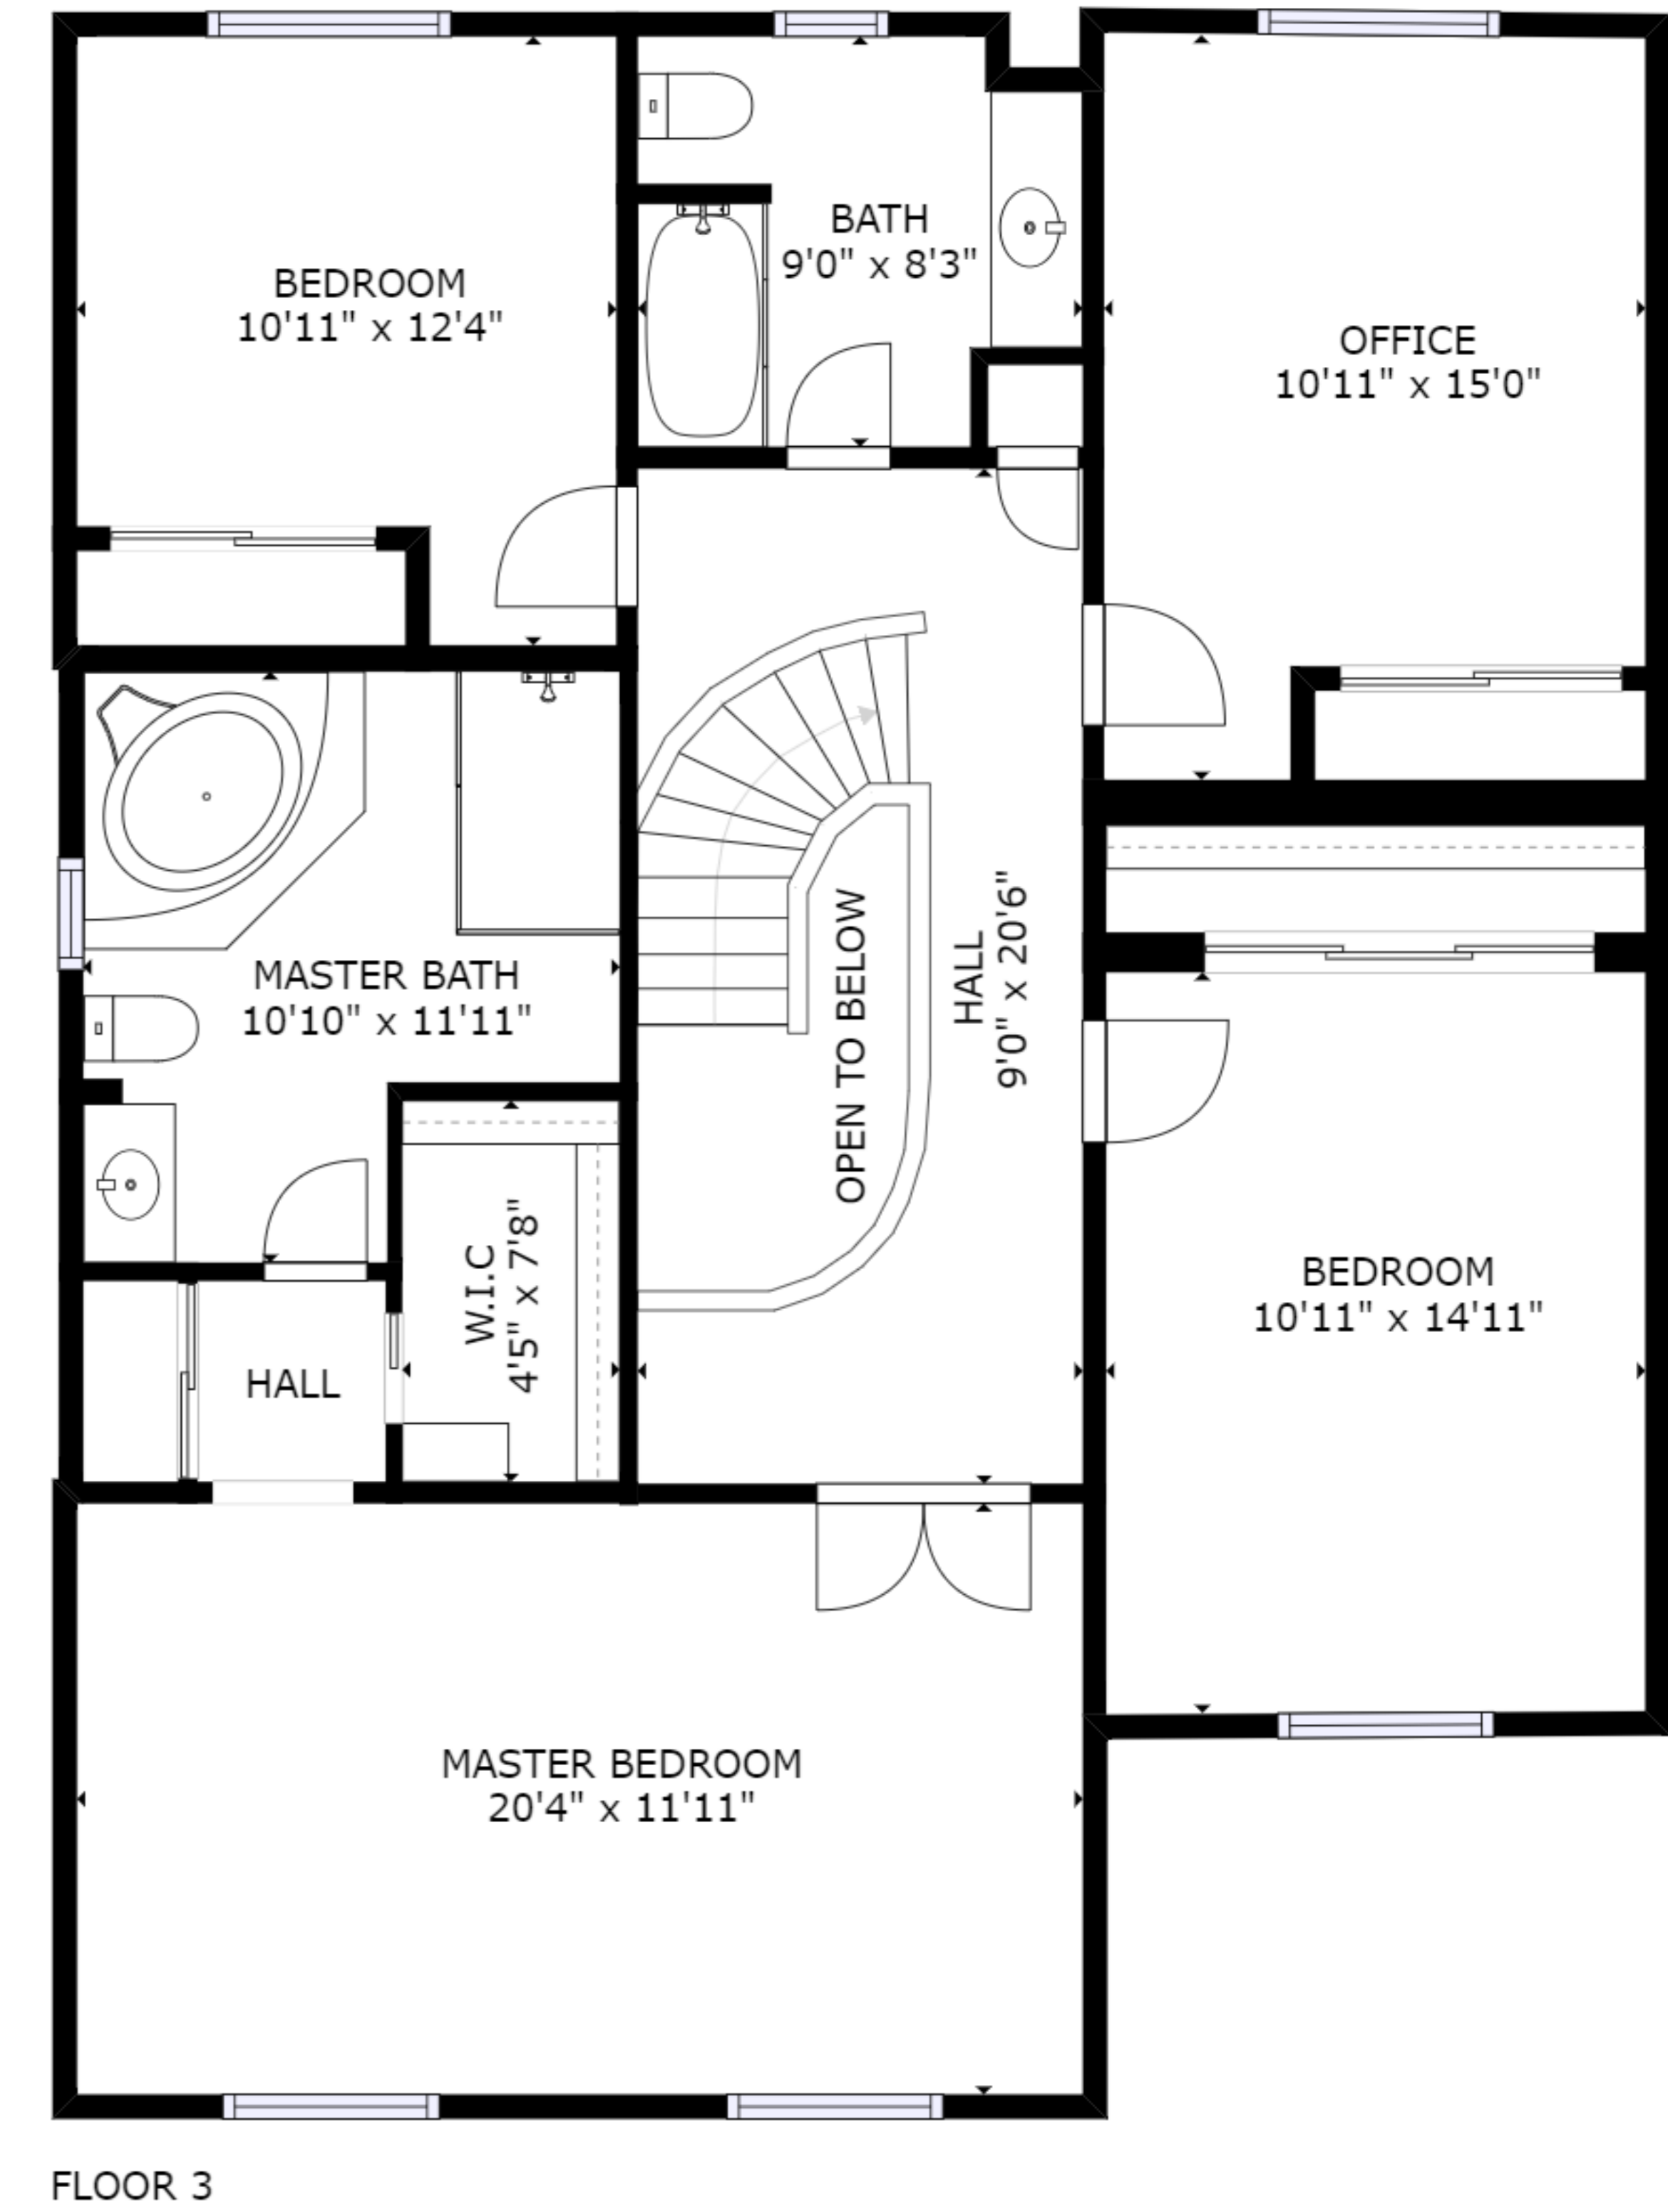 BATH
9'0" x 8'3"
BEDROOM
10'11" x 12'4"
OFFICE
10'11" x 15'0"
MASTER BATH
10'10" x 11'11"
OPEN TO BELOW
HALL
9'0" x 20'6"
W.I.C
4'5" x 7'8"
HALL
BEDROOM
10'11" x 14'11"
MASTER BEDROOM
20'4" x 11'11"
FLOOR 3